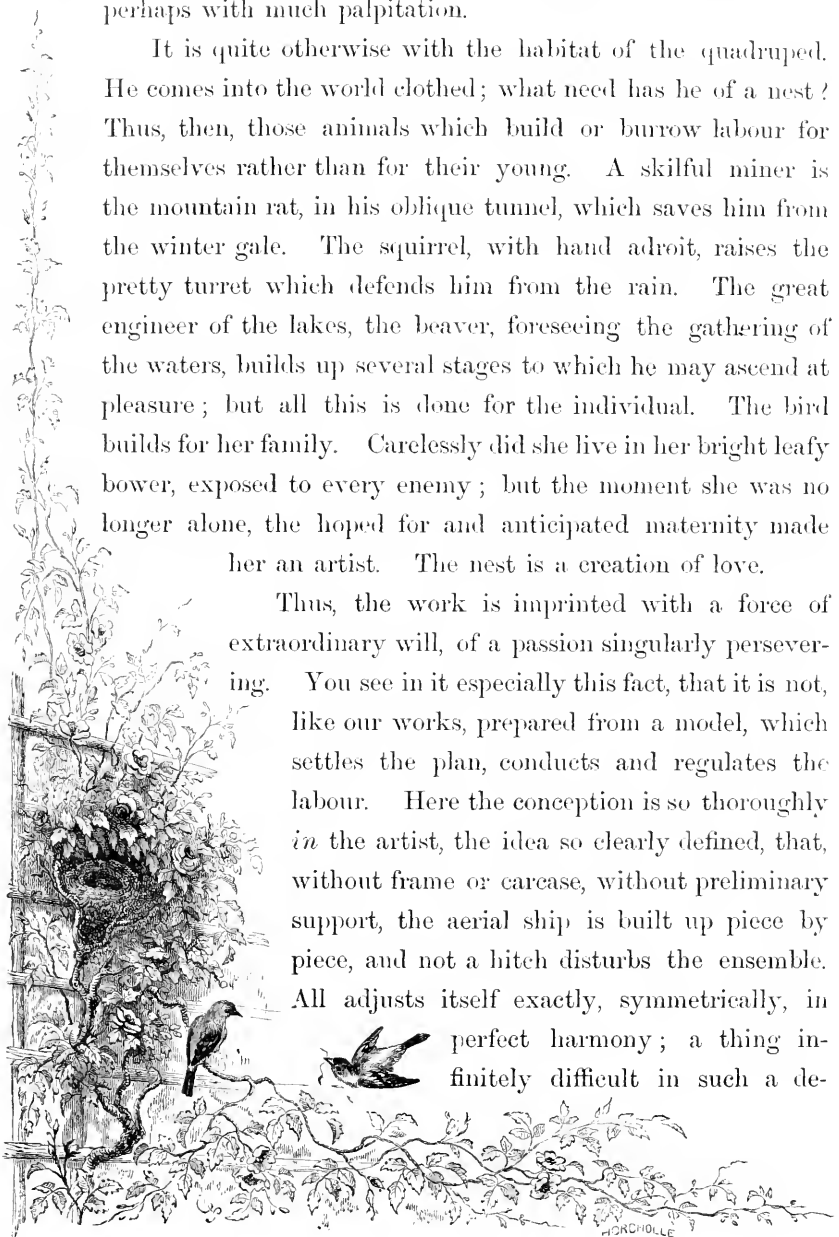 perhaps with much palpitation.
It is quite otherwise with the habitat of the quadruped.
He comes into the world clothed; what need has he of a nest?
Thus, then, those animals which build or burrow labour for
themselves rather than for their young. A skilful miner is
the mountain rat, in his oblique tunnel, which saves him from
the winter gale. The squirrel, with hand adroit, raises the
pretty turret which defends him from the rain. The great
engineer of the lakes, the beaver, foreseeing the gathering of
the waters, builds up several stages to which he may ascend at
pleasure; but all this is done for the individual. The bird
builds for her family. Carelessly did she live in her bright leafy
bower, exposed to every enemy; but the moment she was no
longer alone, the hoped for and anticipated maternity made
her an artist. The nest is a creation of love.
Thus, the work is imprinted with a force of
extraordinary will, of a passion singularly persever-
ing. You see in it especially this fact, that it is not,
like our works, prepared from a model, which
settles the plan, conducts and regulates the
labour. Here the conception is so thoroughly
in the artist, the idea so clearly defined, that,
without frame or carcase, without preliminary
support, the aerial ship is built up piece by
piece, and not a hitch disturbs the ensemble.
All adjusts itself exactly, symmetrically, in
perfect harmony; a thing in-
finitely difficult in such a de-
HORCHOLLE